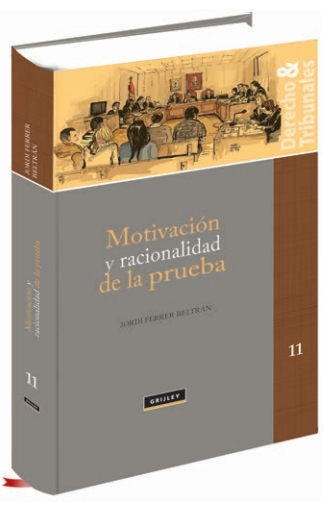 Derecho &
Tribunales
Motivación
y racionalidad
de la prueba
JORDI FERRER BELTRÁN
11
GRIJLEY
JORDI FERRER
BELTRÁN
Motivación y
racionalidad de la prueba
11
GRIJLEY